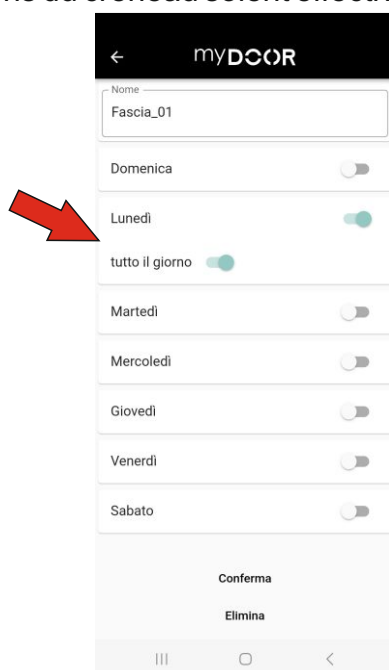 myDOOR
Nome
Fascia_01
Domenica
Lunedì
tutto il giorno
Martedì
Mercoledì
Giovedì
Venerdì
Sabato
Conferma
Elimina